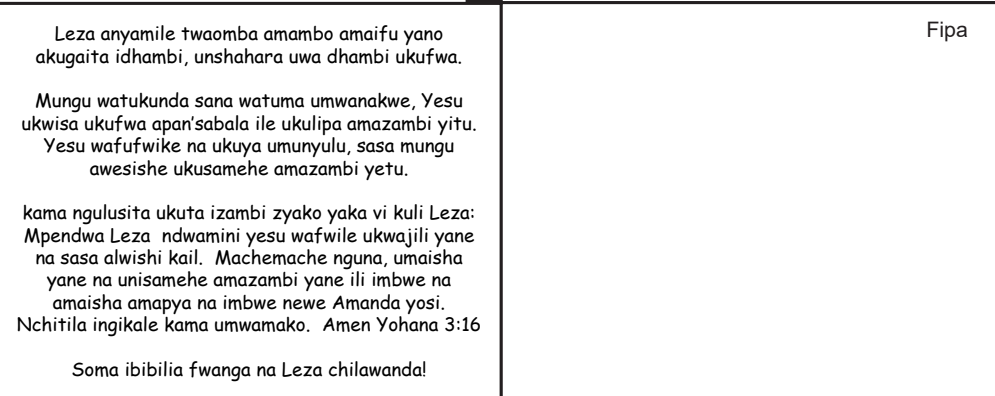 Leza anyamile twaomba amambo amaifu yano
akugaita idhambi, unshahara uwa dhambi ukufwa.
Mungu watukunda sana watuma umwanakwe, Yesu
ukwisa ukufwa apan'sabala ile ukulipa amazambi yitu.
Yesu wafufwike na ukuya umunyulu, sasa mungu
awesishe ukusamehe amazambi yetu.
kama ngulusita ukuta izambi zyako yaka vi kuli Leza:
Mpendwa Leza ndwamini yesu wafwile ukwajili yane
na sasa alwishi kail. Machemache nguna, umaisha
yane na unisamehe amazambi yane ili imbwe na
amaisha amapya na imbwe newe Amanda yosi.
Nchitila ingikale kama umwamako. Amen Yohana 3:16
Soma ibibilia fwanga na Leza chilawanda!
Fipa